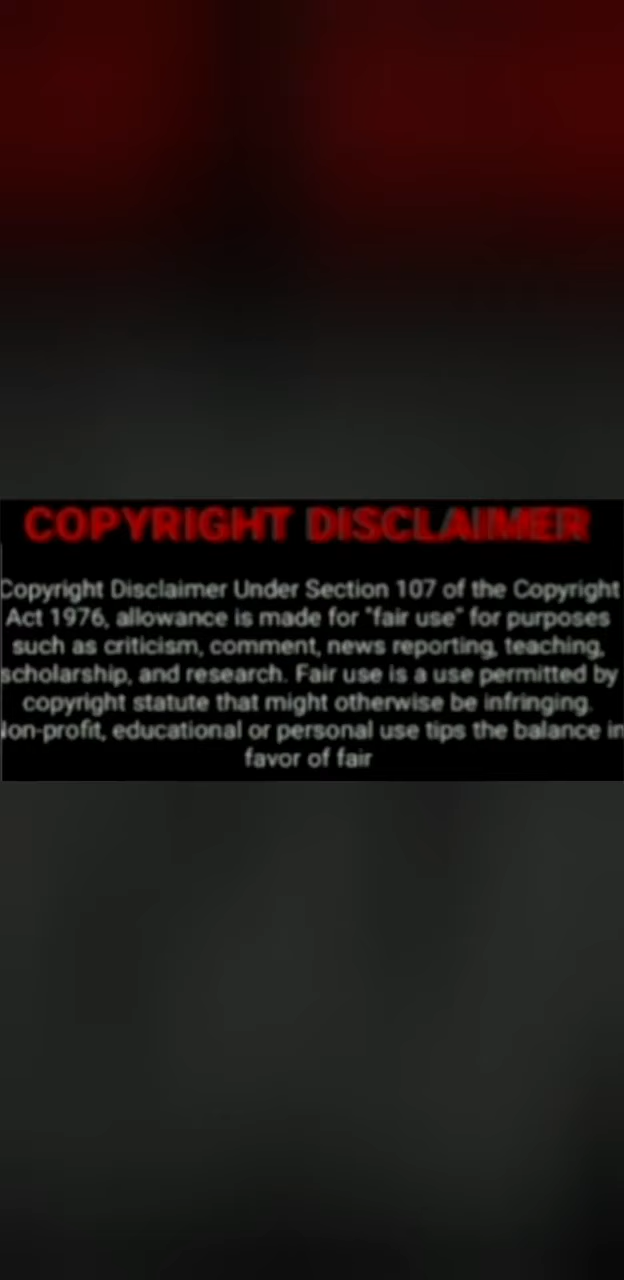 COPYRIGHT DISCLAIMER
Copyright Disclaimer Under Section 107 of the Copyright
Act 1976, allowance is made for "fair use" for purposes
such as criticism, comment, news reporting, teaching,
scholarship, and research. Fair use is a use permitted by
copyright statute that might otherwise be infringing.
Non-profit, educational or personal use tips the balance in
favor of fair